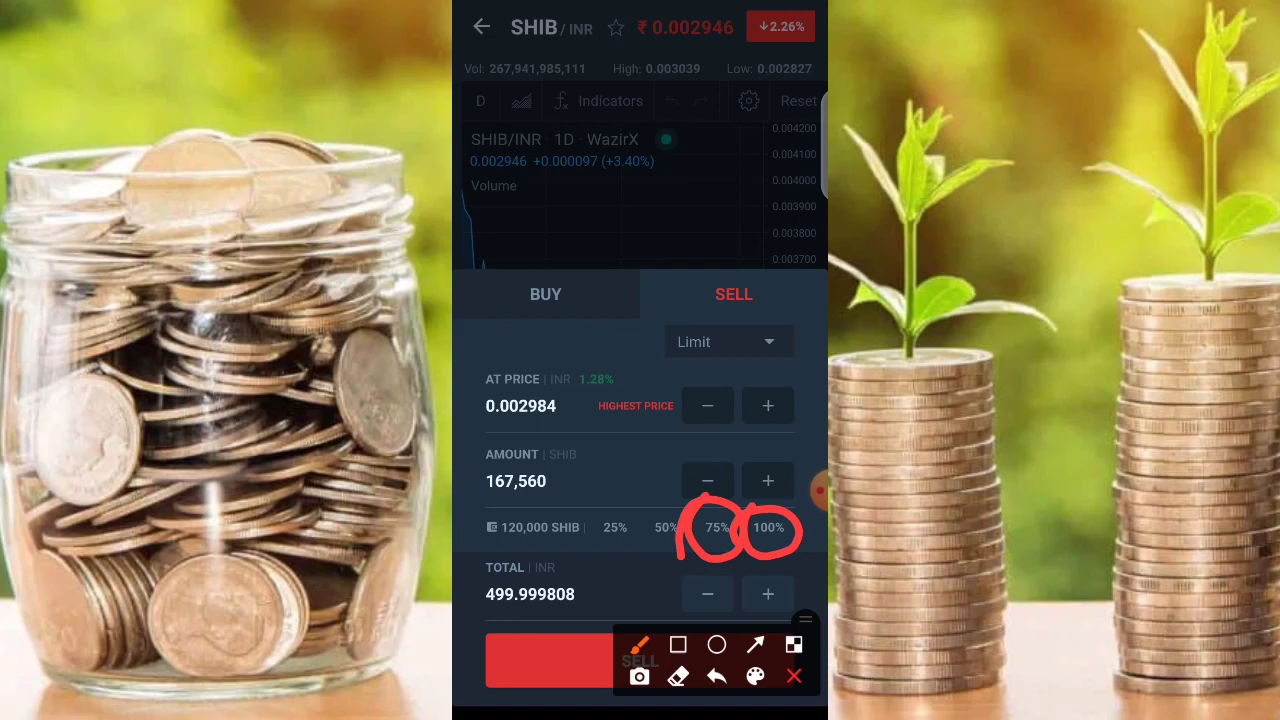 SHIB / INR ₹ 0.002946 ↓2.26%
Vol: 267,941,985,111 High: 0.003039 Low: 0.002827
D Indicators Reset
0.004200
SHIB/INR · 1D · WazirX
0.004100
0.002946 +0.000097 (+3.40%)
0.004000
Volume
0.003900
0.003800
0.003700
BUY SELL
Limit
AT PRICE | INR 1.28%
0.002984 HIGHEST PRICE − +
AMOUNT | SHIB
167,560 − +
120,000 SHIB | 25% 50% 75% 100%
TOTAL | INR
499.999808 − +
SELL